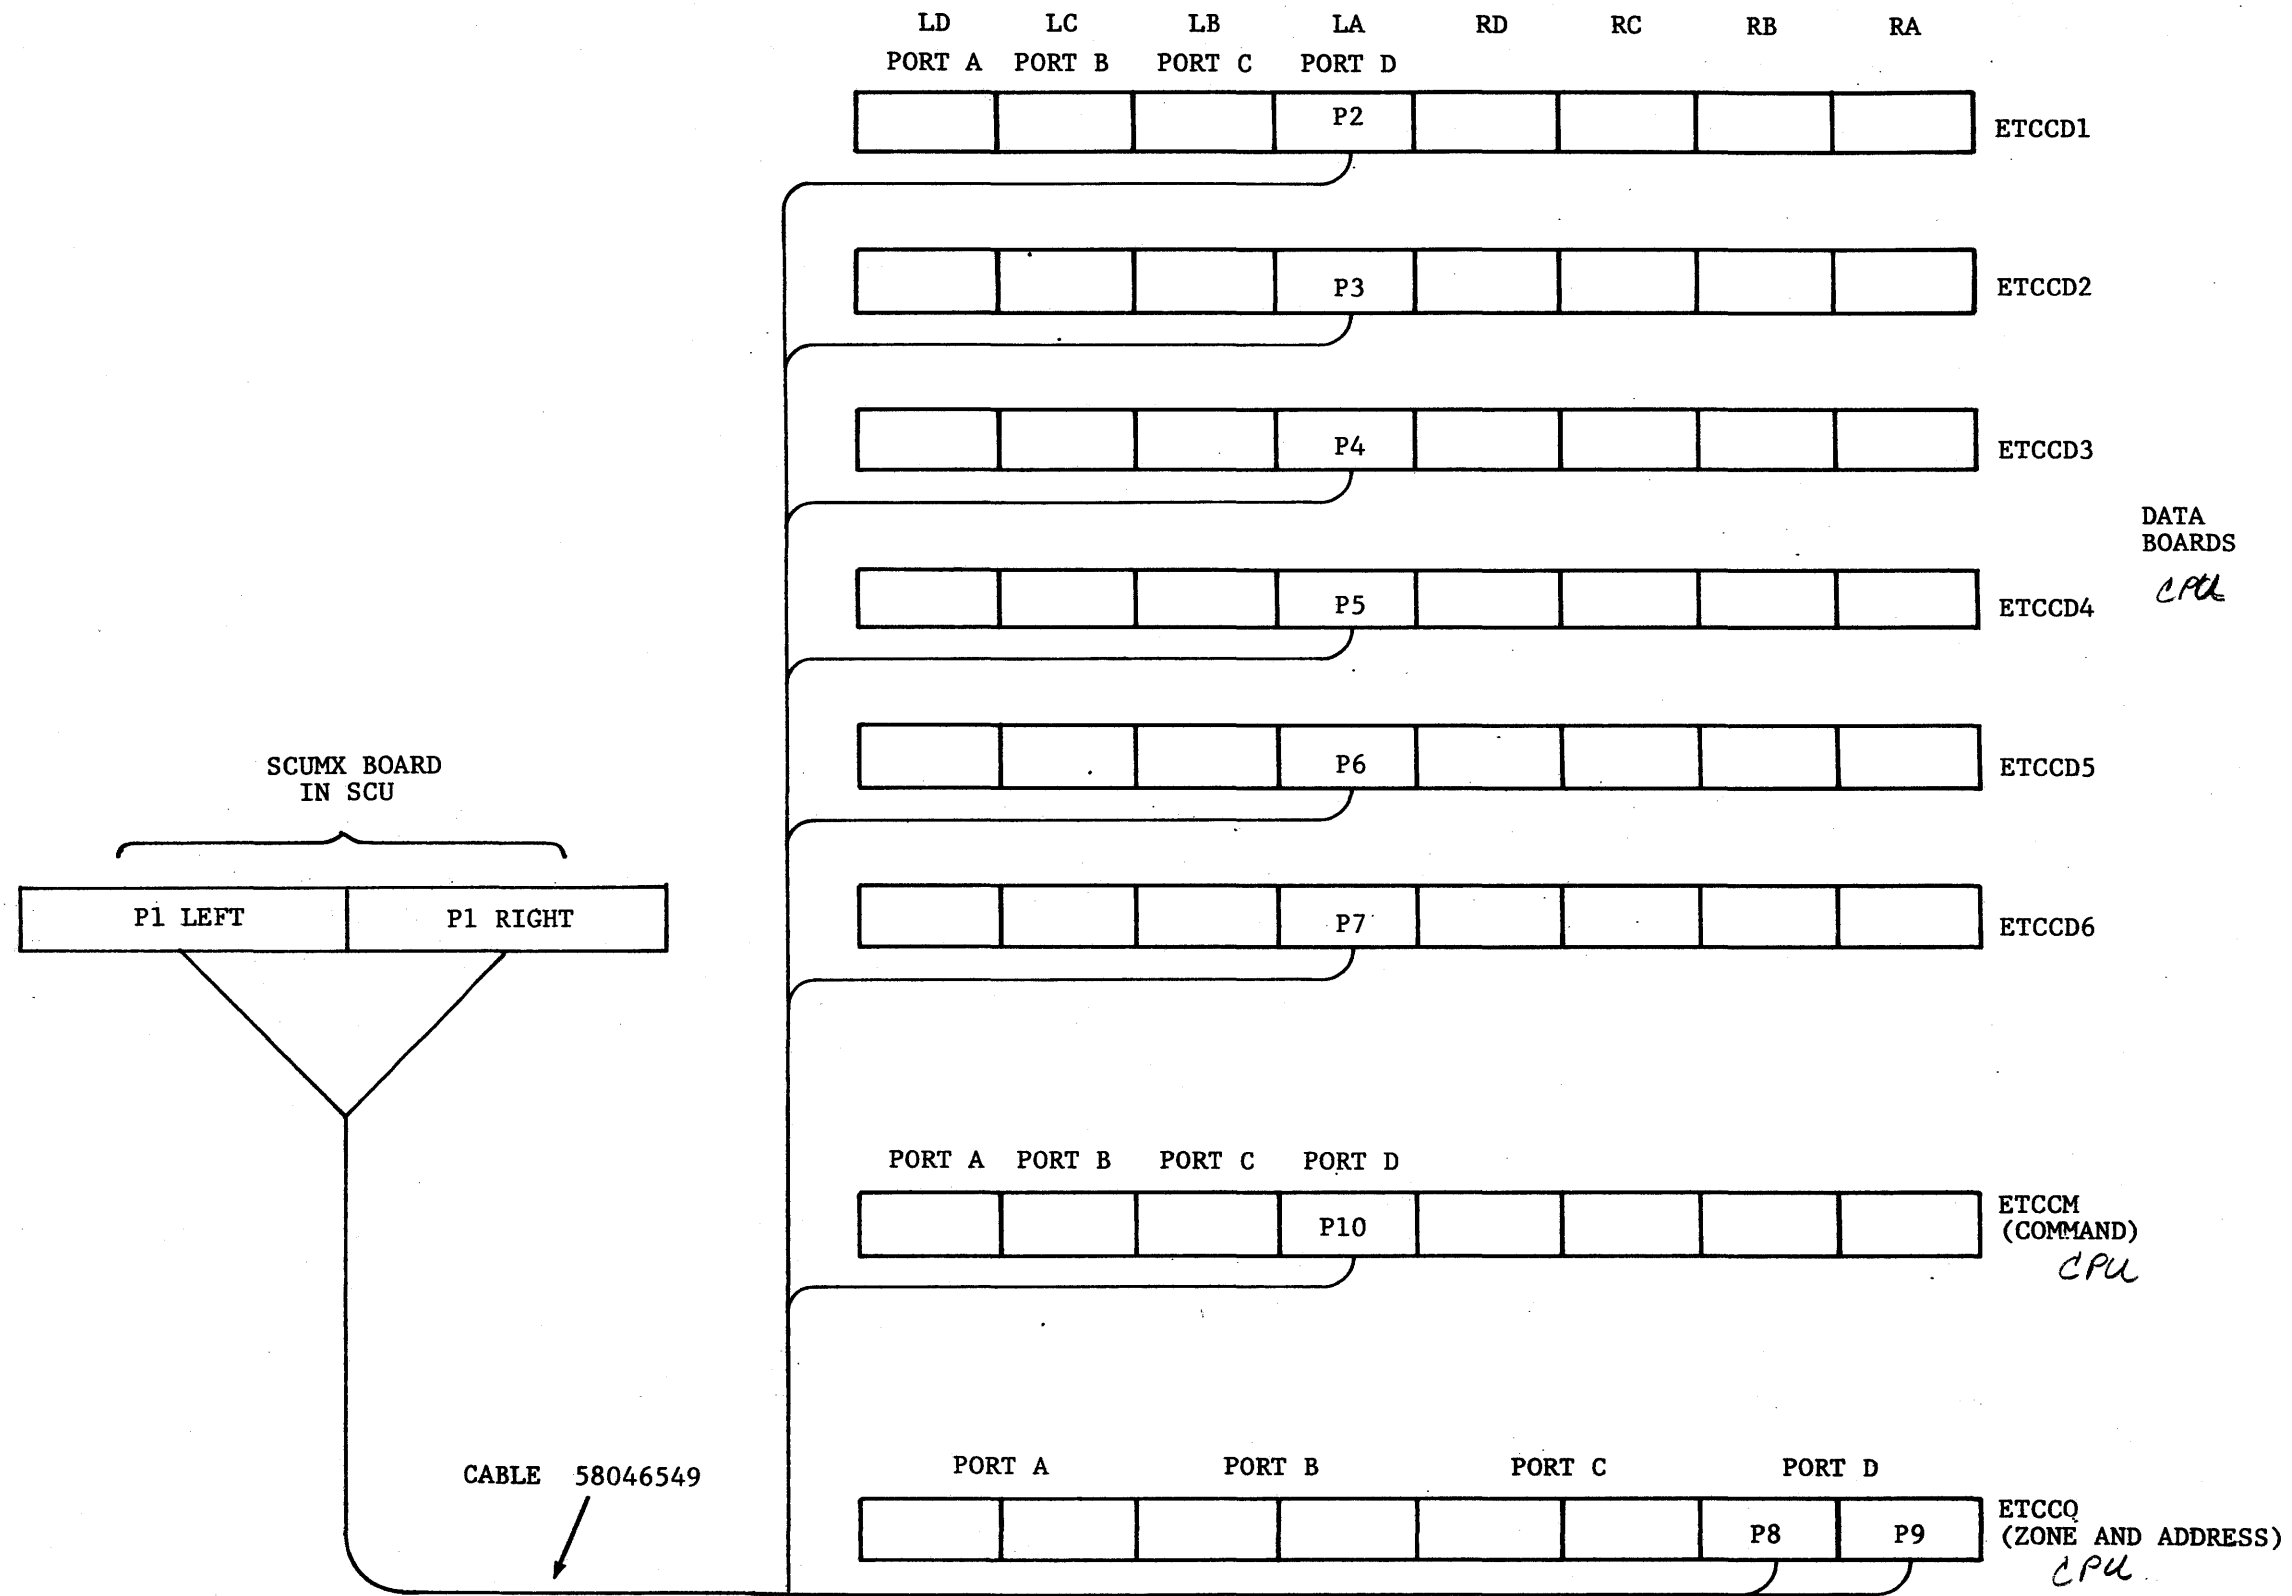 LD LC LB LA RD RC RB RA
PORT A PORT B PORT C PORT D
P2
ETCCD1
P3
ETCCD2
P4
ETCCD3
DATA
BOARDS
CPU
P5
ETCCD4
P6
ETCCD5
SCUMX BOARD
IN SCU
P7
ETCCD6
P1 LEFT P1 RIGHT
PORT A PORT B PORT C PORT D
P10
ETCCM
(COMMAND)
CPU
CABLE 58046549
PORT A PORT B PORT C PORT D
P8 P9
ETCCQ
(ZONE AND ADDRESS)
CPU